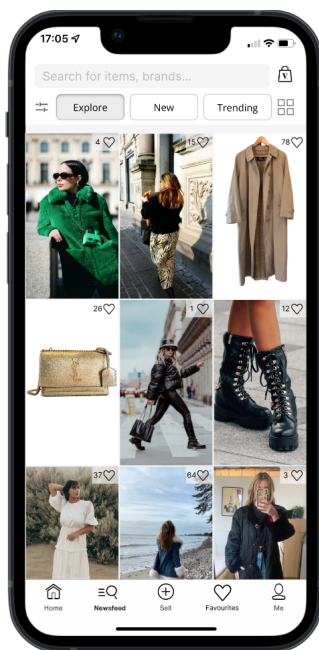 17:05
Search for items, brands...
V
Explore
New
Trending
4
15
78
26
1
12
37
64
3
Home
Newsfeed
Sell
Favourites
Me